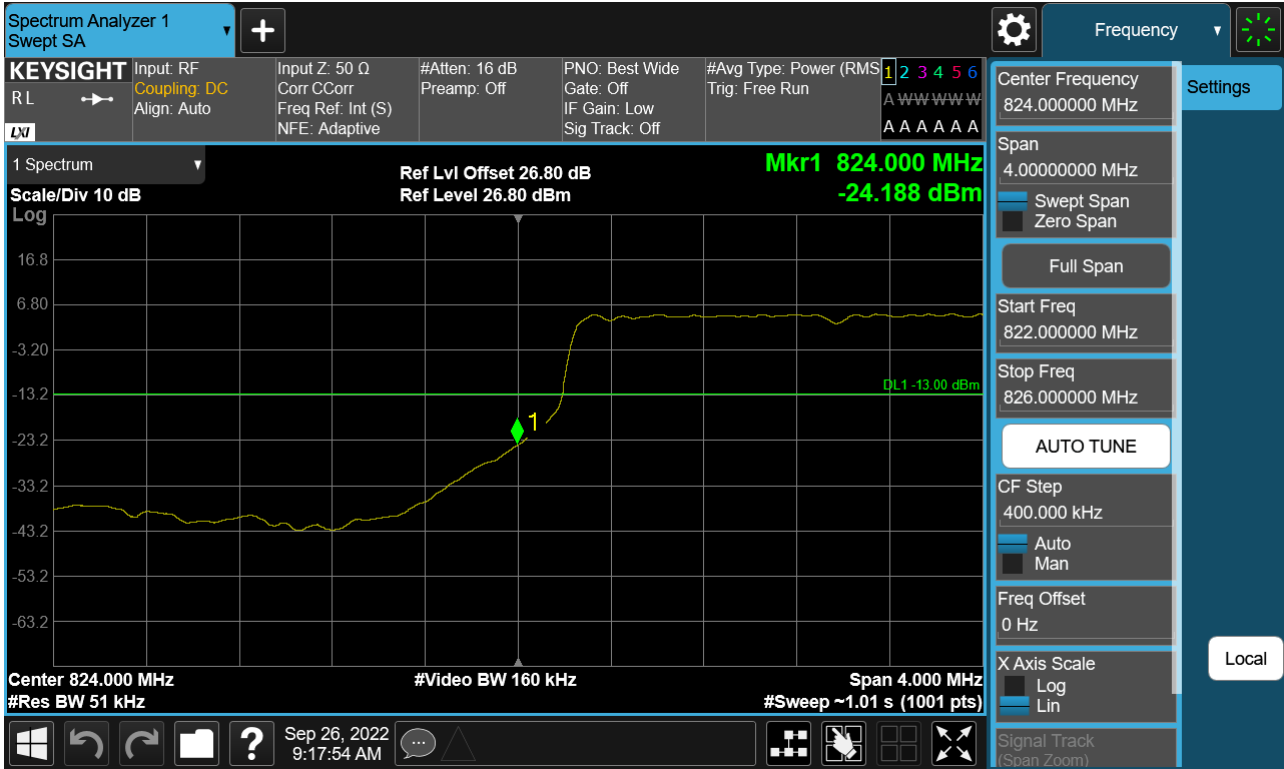 Spectrum Analyzer 1
Swept SA
Frequency
KEYSIGHT
R L
LXI
Input: RF
Coupling: DC
Align: Auto
Input Z: 50 Ω
Corr CCorr
Freq Ref: Int (S)
NFE: Adaptive
#Atten: 16 dB
Preamp: Off
PNO: Best Wide
Gate: Off
IF Gain: Low
Sig Track: Off
#Avg Type: Power (RMS
Trig: Free Run
1 2 3 4 5 6
A W W W W W
A A A A A A
1 Spectrum
Scale/Div 10 dB
Log
Ref Lvl Offset 26.80 dB
Ref Level 26.80 dBm
Mkr1 824.000 MHz
-24.188 dBm
16.8
6.80
-3.20
-13.2
-23.2
-33.2
-43.2
-53.2
-63.2
DL1 -13.00 dBm
1
Center 824.000 MHz
#Res BW 51 kHz
#Video BW 160 kHz
Span 4.000 MHz
#Sweep ~1.01 s (1001 pts)
Center Frequency
824.000000 MHz
Span
4.00000000 MHz
Swept Span
Zero Span
Full Span
Start Freq
822.000000 MHz
Stop Freq
826.000000 MHz
AUTO TUNE
CF Step
400.000 kHz
Auto
Man
Freq Offset
0 Hz
X Axis Scale
Log
Lin
Signal Track
(Span Zoom)
Settings
Local
?
Sep 26, 2022
9:17:54 AM